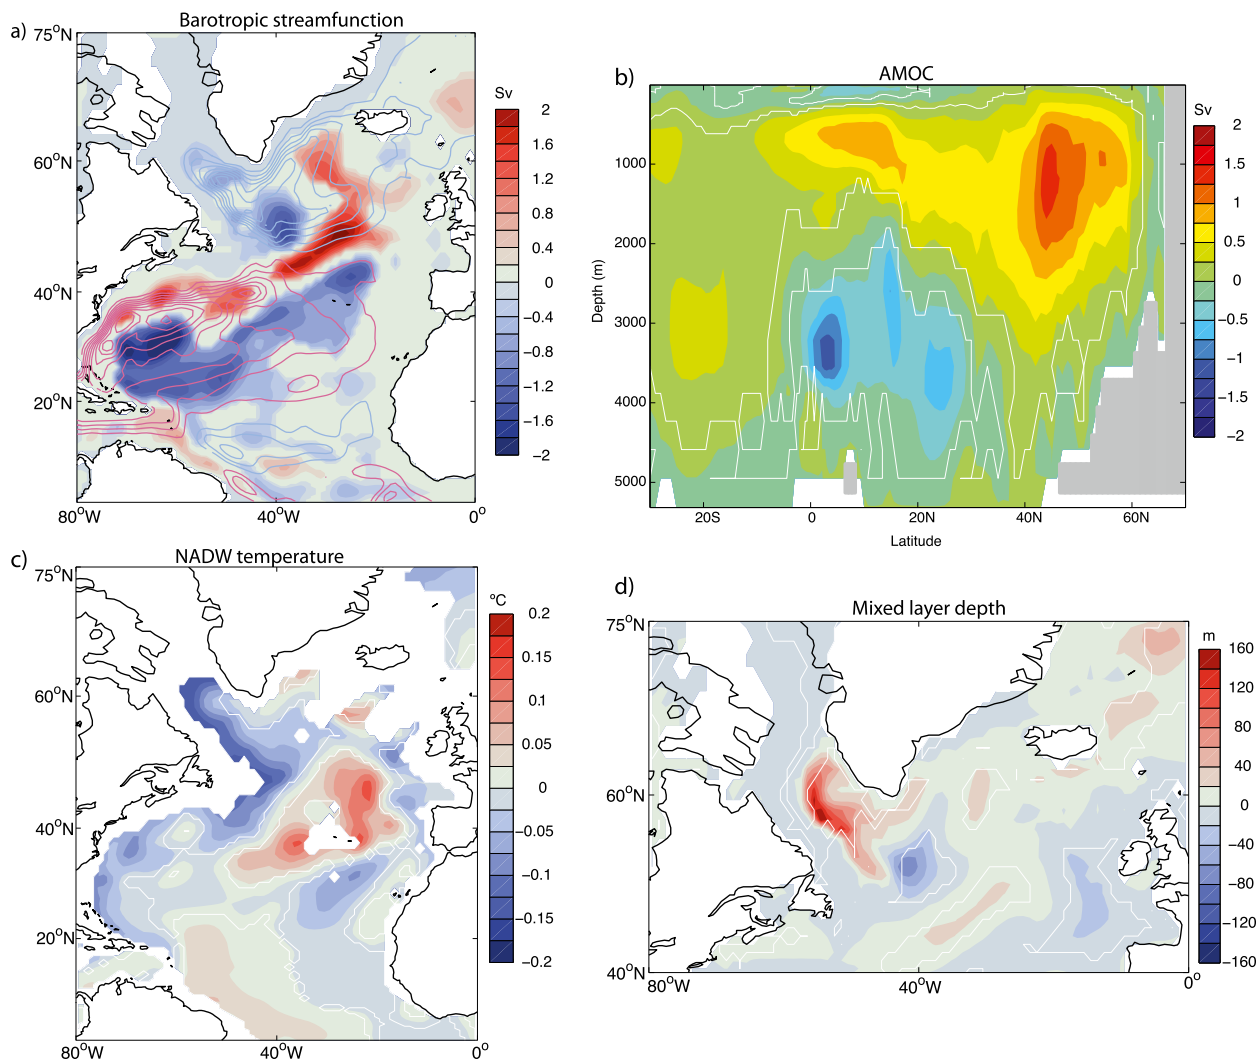 a)
Barotropic streamfunction
75°N
60°N
40°N
20°N
80°W
40°W
0°
Sv
2
1.6
1.2
0.8
0.4
0
−0.4
−0.8
−1.2
−1.6
−2
b)
AMOC
Depth (m)
1000
2000
3000
4000
5000
20S
0
20N
40N
60N
Latitude
Sv
2
1.5
1
0.5
0
−0.5
−1
−1.5
−2
c)
NADW temperature
75°N
60°N
40°N
20°N
80°W
40°W
0°
°C
0.2
0.15
0.1
0.05
0
−0.05
−0.1
−0.15
−0.2
d)
Mixed layer depth
75°N
60°N
40°N
80°W
40°W
0°
m
160
120
80
40
0
−40
−80
−120
−160